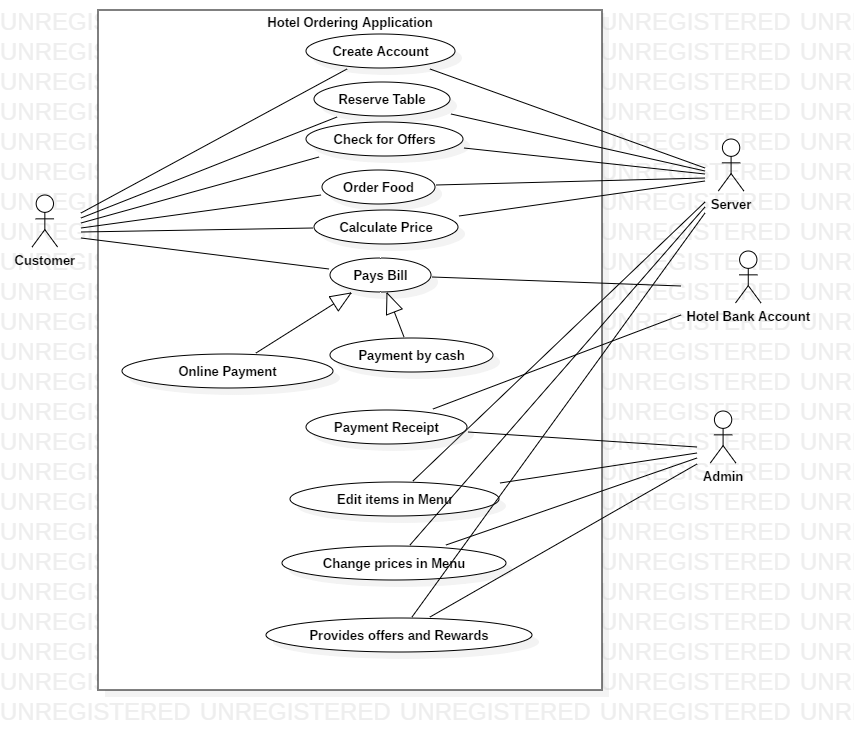 Hotel Ordering Application
Create Account
Reserve Table
Check for Offers
Order Food
Calculate Price
Pays Bill
Online Payment
Payment by cash
Payment Receipt
Edit items in Menu
Change prices in Menu
Provides offers and Rewards
Customer
Server
Hotel Bank Account
Admin
UNREGISTERED UNREGISTERED UNREGISTERED UNREGISTERED UNR